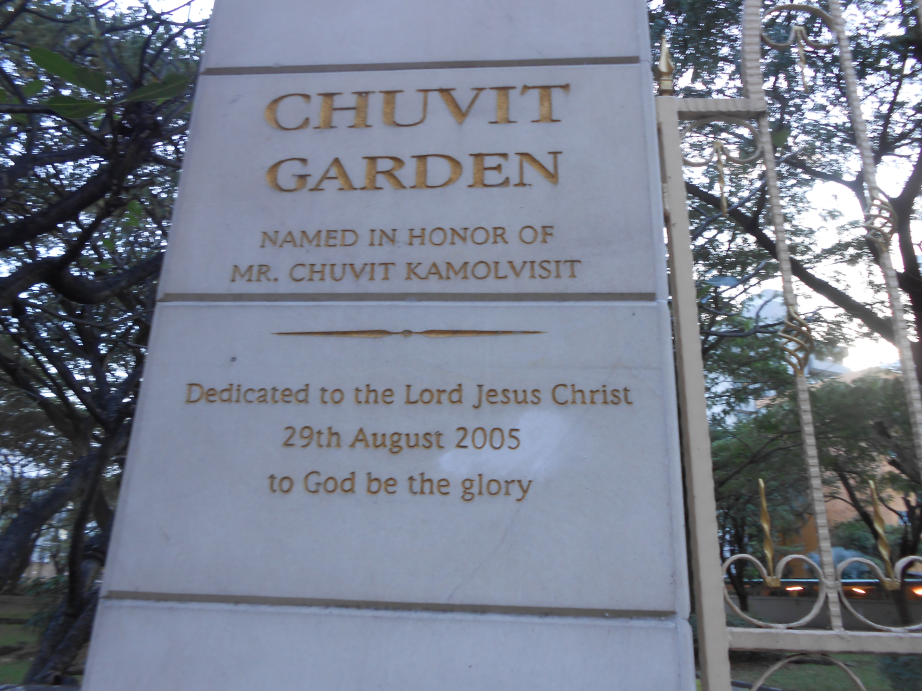 CHUVIT
GARDEN
NAMED IN HONOR OF
MR. CHUVIT KAMOLVISIT
Dedicated to the Lord Jesus Christ
29th August 2005
to God be the glory